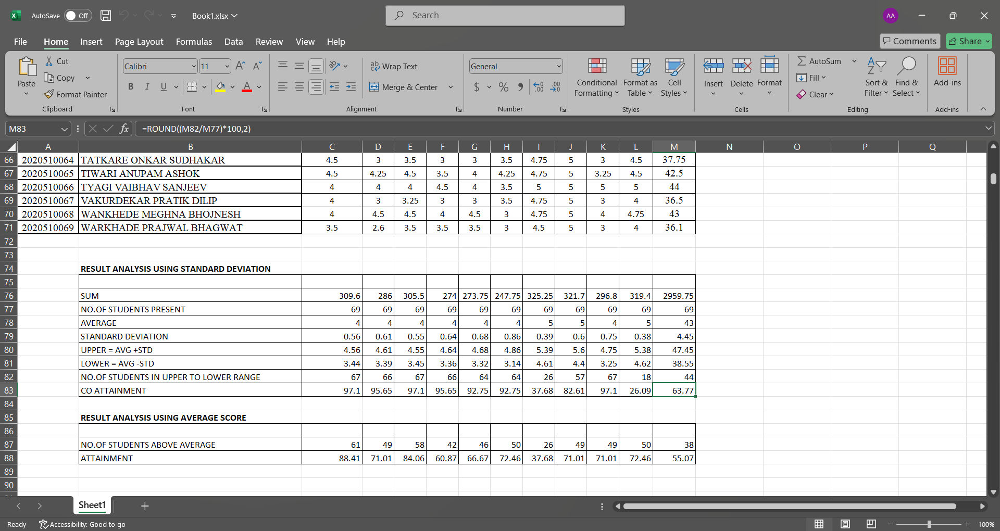 AutoSave Off Book1.xlsx Search AA
File Home Insert Page Layout Formulas Data Review View Help Comments Share
Paste Cut Copy Format Painter Clipboard
Calibri 11 A A B I U A Font
ab Wrap Text Merge & Center Alignment
General $ % Number
Conditional Formatting Format as Table Cell Styles Styles
Insert Delete Format Cells
AutoSum Fill Clear Sort & Filter Find & Select Editing
Add-ins Add-ins
M83 fx =ROUND((M82/M77)*100,2)
A B C D E F G H I J K L M N O P Q
66 2020510064 TATKARE ONKAR SUDHAKAR 4.5 3 3.5 3 3 3.5 4.75 5 3 4.5 37.75
67 2020510065 TIWARI ANUPAM ASHOK 4.5 4.25 4.5 3.5 4 4.25 4.75 5 3.25 4.5 42.5
68 2020510066 TYAGI VAIBHAV SANJEEV 4 4 4 4.5 4 3.5 5 5 5 5 44
69 2020510067 VAKURDEKAR PRATIK DILIP 4 3 3.25 3 3 3.5 4.75 5 3 4 36.5
70 2020510068 WANKHEDE MEGHNA BHOJNESH 4 4.5 4.5 4 4.5 3 4.75 5 4 4.75 43
71 2020510069 WARKHADE PRAJWAL BHAGWAT 3.5 2.6 3.5 3.5 3.5 3 4.5 5 3 4 36.1
72
73
74 RESULT ANALYSIS USING STANDARD DEVIATION
75
76 SUM 309.6 286 305.5 274 273.75 247.75 325.25 321.7 296.8 319.4 2959.75
77 NO.OF STUDENTS PRESENT 69 69 69 69 69 69 69 69 69 69 69
78 AVERAGE 4 4 4 4 4 4 5 5 4 5 43
79 STANDARD DEVIATION 0.56 0.61 0.55 0.64 0.68 0.86 0.39 0.6 0.75 0.38 4.45
80 UPPER = AVG +STD 4.56 4.61 4.55 4.64 4.68 4.86 5.39 5.6 4.75 5.38 47.45
81 LOWER = AVG -STD 3.44 3.39 3.45 3.36 3.32 3.14 4.61 4.4 3.25 4.62 38.55
82 NO.OF STUDENTS IN UPPER TO LOWER RANGE 67 66 67 66 64 64 26 57 67 18 44
83 CO ATTAINMENT 97.1 95.65 97.1 95.65 92.75 92.75 37.68 82.61 97.1 26.09 63.77
84
85 RESULT ANALYSIS USING AVERAGE SCORE
86
87 NO.OF STUDENTS ABOVE AVERAGE 61 49 58 42 46 50 26 49 49 50 38
88 ATTAINMENT 88.41 71.01 84.06 60.87 66.67 72.46 37.68 71.01 71.01 72.46 55.07
89
90
Sheet1
Ready Accessibility: Good to go 100%